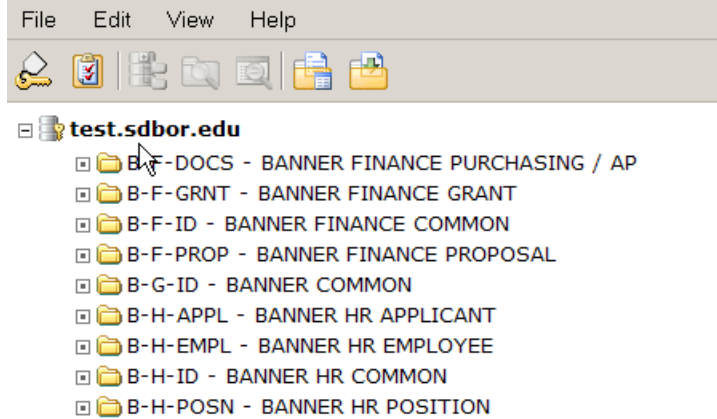 File Edit View Help
test.sdbor.edu
B-F-DOCS - BANNER FINANCE PURCHASING / AP
B-F-GRNT - BANNER FINANCE GRANT
B-F-ID - BANNER FINANCE COMMON
B-F-PROP - BANNER FINANCE PROPOSAL
B-G-ID - BANNER COMMON
B-H-APPL - BANNER HR APPLICANT
B-H-EMPL - BANNER HR EMPLOYEE
B-H-ID - BANNER HR COMMON
B-H-POSN - BANNER HR POSITION